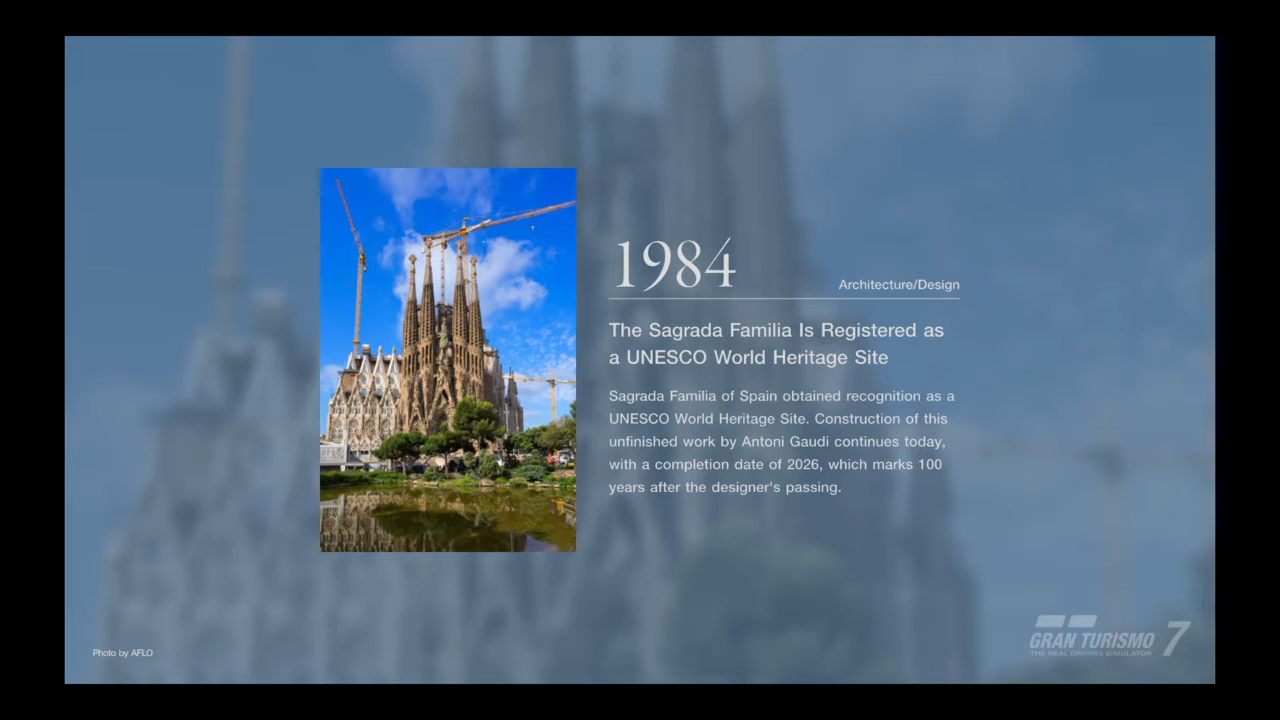 1984
Architecture/Design
The Sagrada Familia Is Registered as
a UNESCO World Heritage Site
Sagrada Familia of Spain obtained recognition as a
UNESCO World Heritage Site. Construction of this
unfinished work by Antoni Gaudi continues today,
with a completion date of 2026, which marks 100
years after the designer's passing.
Photo by AFLO
GRAN TURISMO 7
THE REAL DRIVING SIMULATOR